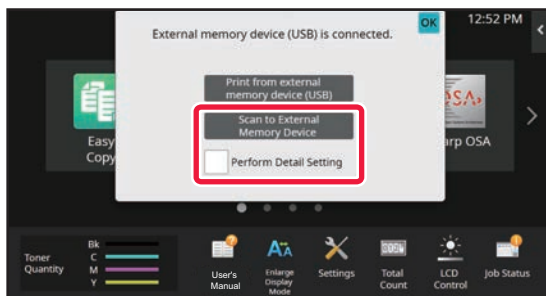 12:52 PM
OK
External memory device (USB) is connected.
Print from external
memory device (USB)
Scan to External
Memory Device
Perform Detail Setting
Easy
Copy
OSA
arp OSA
Toner
Quantity
Bk
C
M
Y
User's
Manual
Enlarge
Display
Mode
Settings
Total
Count
LCD
Control
Job Status